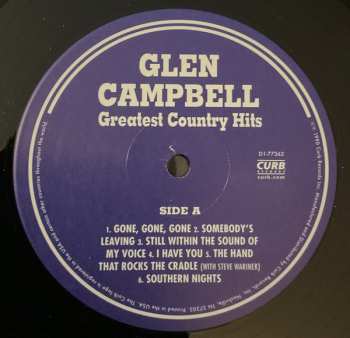 GLEN
CAMPBELL
Greatest Country Hits
D1-77362
CURB
RECORDS
curb.com
SIDE A
1. GONE, GONE, GONE 2. SOMEBODY'S
LEAVING 3. STILL WITHIN THE SOUND OF
MY VOICE 4. I HAVE YOU 5. THE HAND
THAT ROCKS THE CRADLE (WITH STEVE WARINER)
6. SOUTHERN NIGHTS